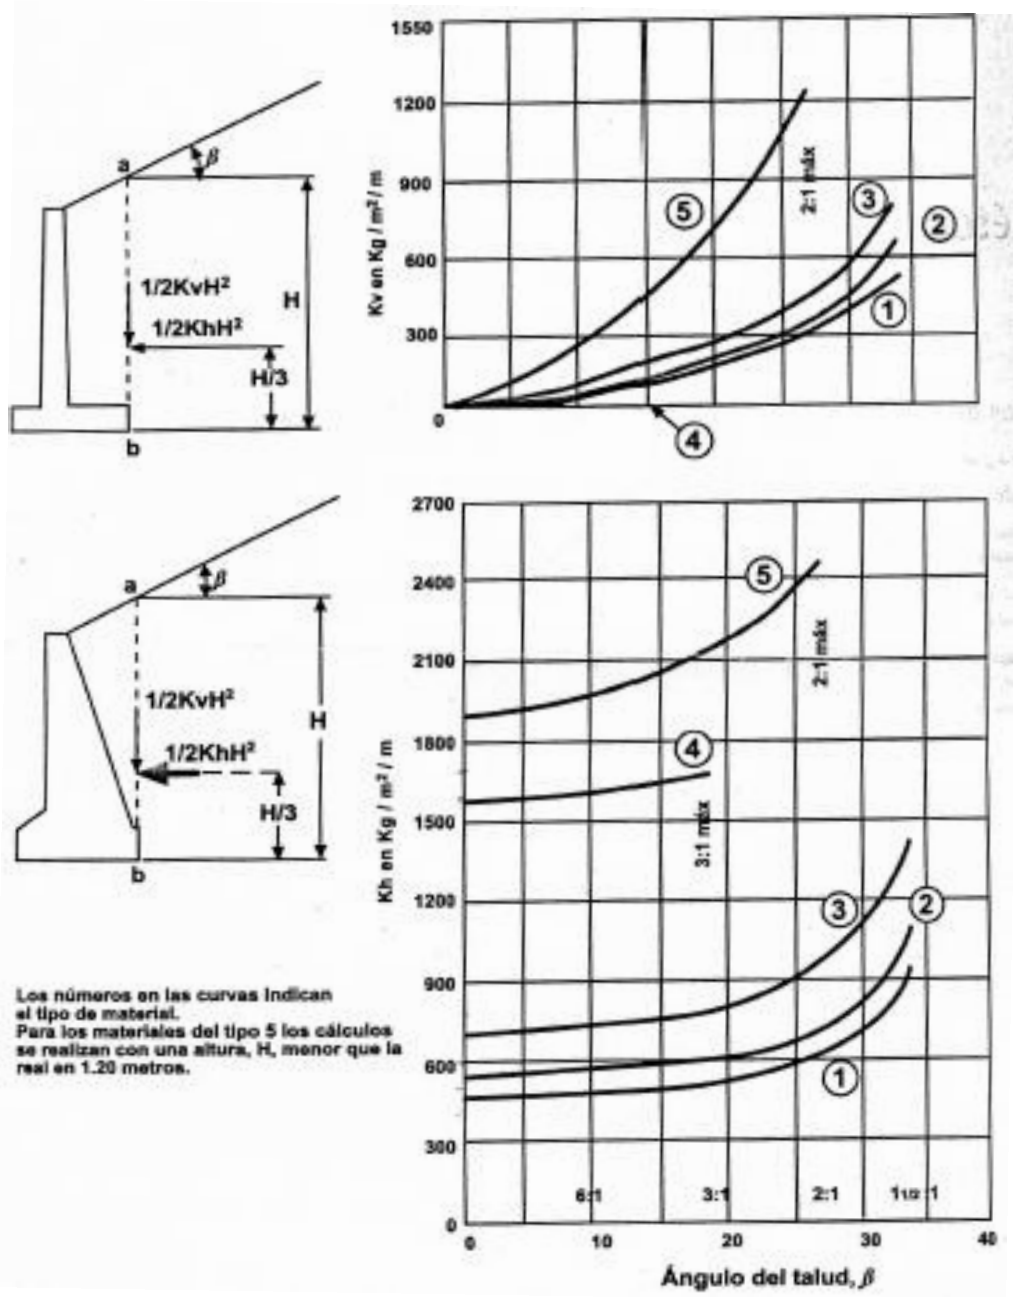 1550
1200
900
600
300
0
Kv en Kg / m² / m
5
3
2
1
4
2:1 máx
a
β
1/2KvH²
1/2KhH²
H
H/3
b
2700
2400
2100
1800
1500
1200
900
600
300
0
Kh en Kg / m² / m
5
4
3
2
1
2:1 máx
3:1 máx
6:1
3:1
2:1
1 1/2 :1
0
10
20
30
40
Ángulo del talud, β
a
β
1/2KvH²
1/2KhH²
H
H/3
b
Los números en las curvas indican
el tipo de material.
Para los materiales del tipo 5 los cálculos
se realizan con una altura, H, menor que la
real en 1.20 metros.